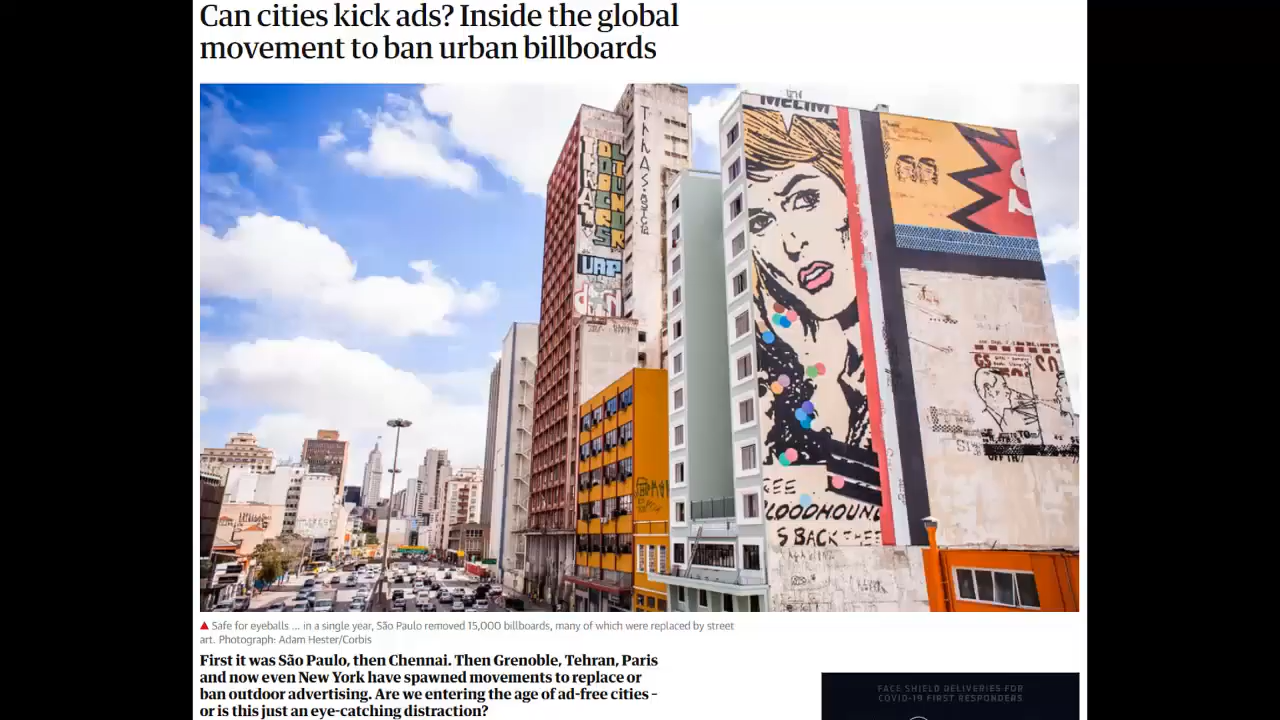 Can cities kick ads? Inside the global
movement to ban urban billboards
MELIM
UAP
S
LOODHOUN
S BACK
Safe for eyeballs ... in a single year, São Paulo removed 15,000 billboards, many of which were replaced by street
art. Photograph: Adam Hester/Corbis
First it was São Paulo, then Chennai. Then Grenoble, Tehran, Paris
and now even New York have spawned movements to replace or
ban outdoor advertising. Are we entering the age of ad-free cities –
or is this just an eye-catching distraction?
FACE SHIELD DELIVERIES FOR
COVID-19 FIRST RESPONDERS